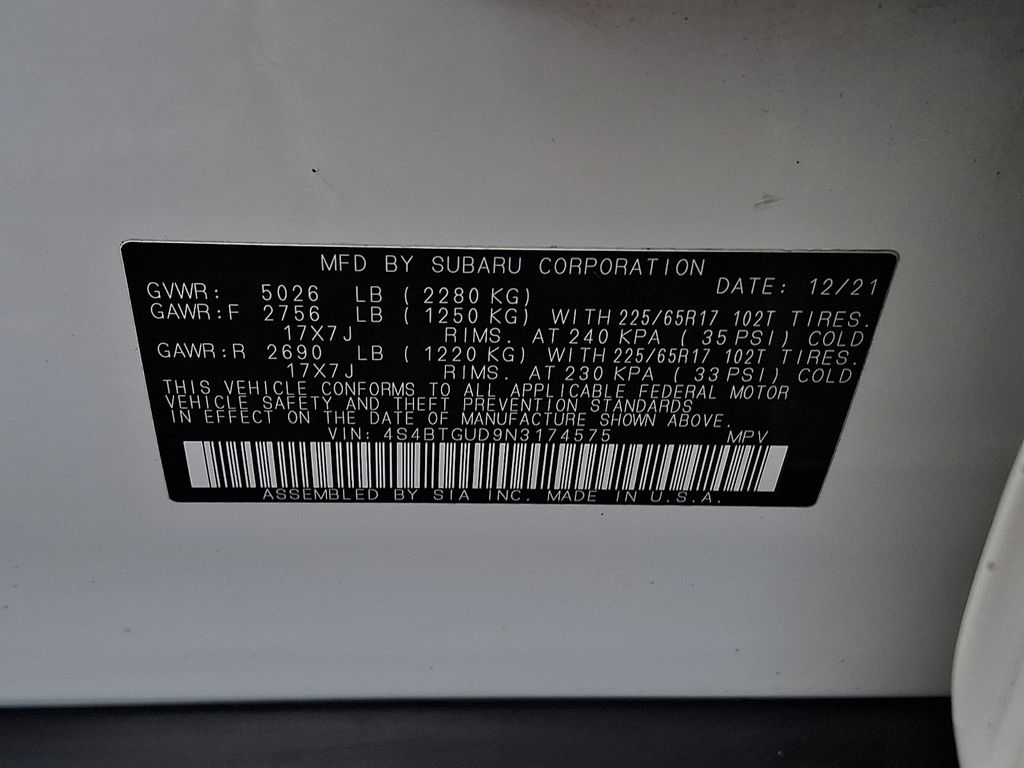 MFD BY SUBARU CORPORATION
DATE: 12/21
GVWR: 5026 LB ( 2280 KG)
GAWR:F 2756 LB ( 1250 KG) WITH 225/65R17 102T TIRES.
17X7J RIMS. AT 240 KPA ( 35 PSI) COLD
GAWR:R 2690 LB ( 1220 KG) WITH 225/65R17 102T TIRES.
17X7J RIMS. AT 230 KPA ( 33 PSI) COLD
THIS VEHICLE CONFORMS TO ALL APPLICABLE FEDERAL MOTOR
VEHICLE SAFETY AND THEFT PREVENTION STANDARDS
IN EFFECT ON THE DATE OF MANUFACTURE SHOWN ABOVE.
VIN: 4S4BTGUD9N3174575 MPV
ASSEMBLED BY SIA INC. MADE IN U.S.A.